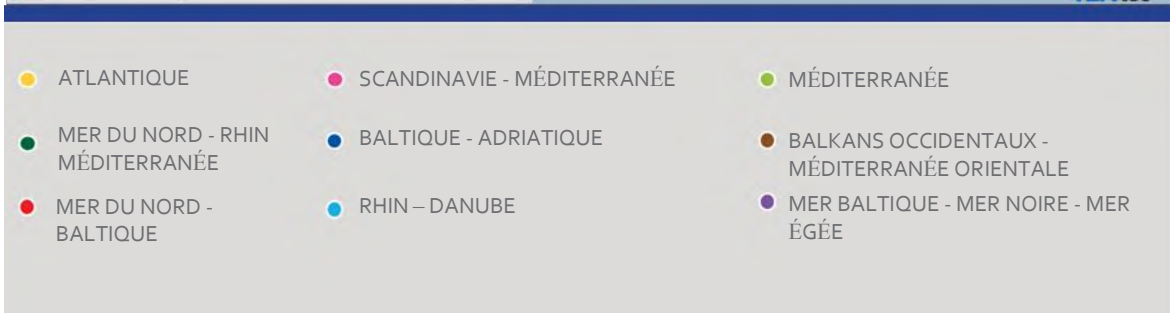 ATLANTIQUE
MER DU NORD - RHIN
MÉDITERRANÉE
MER DU NORD -
BALTIQUE
SCANDINAVIE - MÉDITERRANÉE
BALTIQUE - ADRIATIQUE
RHIN – DANUBE
MÉDITERRANÉE
BALKANS OCCIDENTAUX -
MÉDITERRANÉE ORIENTALE
MER BALTIQUE - MER NOIRE - MER
ÉGÉE